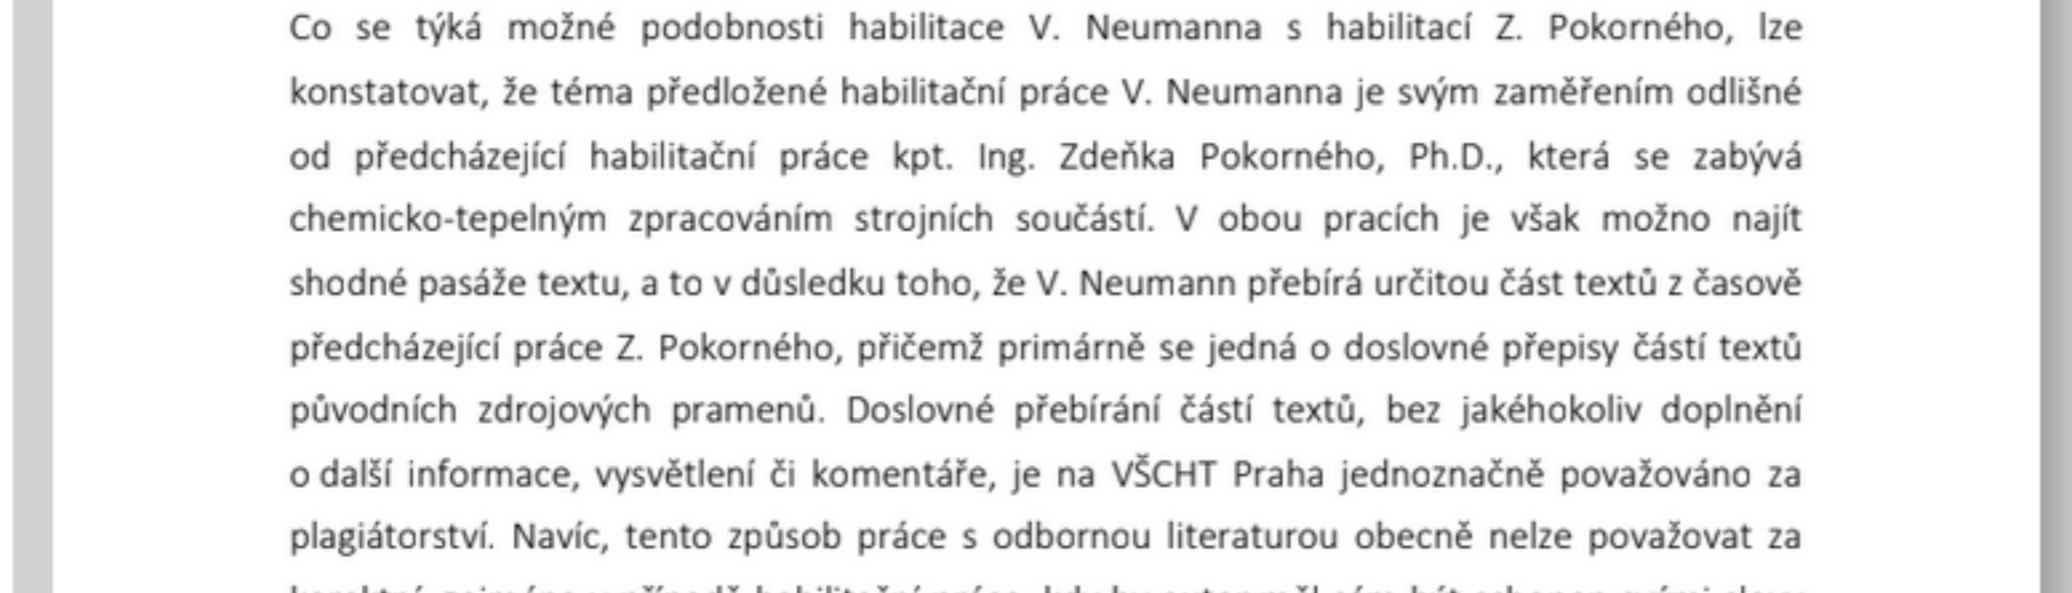 Co se týká možné podobnosti habilitace V. Neumanna s habilitací Z. Pokorného, lze
konstatovat, že téma předložené habilitační práce V. Neumanna je svým zaměřením odlišné
od předcházející habilitační práce kpt. Ing. Zdeňka Pokorného, Ph.D., která se zabývá
chemicko-tepelným zpracováním strojních součástí. V obou pracích je však možno najít
shodné pasáže textu, a to v důsledku toho, že V. Neumann přebírá určitou část textů z časově
předcházející práce Z. Pokorného, přičemž primárně se jedná o doslovné přepisy částí textů
původních zdrojových pramenů. Doslovné přebírání částí textů, bez jakéhokoliv doplnění
o další informace, vysvětlení či komentáře, je na VŠCHT Praha jednoznačně považováno za
plagiátorství. Navíc, tento způsob práce s odbornou literaturou obecně nelze považovat za